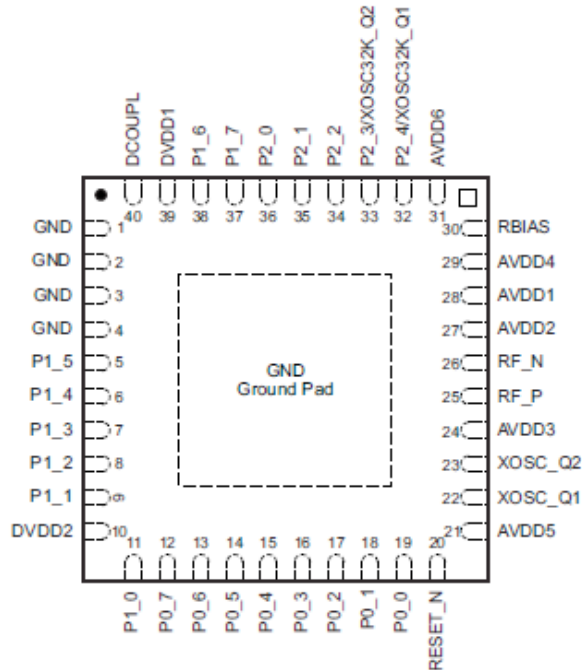 DCOUPL
DVDD1
P1_6
P1_7
P2_0
P2_1
P2_2
P2_3/XOSC32K_Q2
P2_4/XOSC32K_Q1
AVDD6
40
39
38
37
36
35
34
33
32
31
GND 1
GND 2
GND 3
GND 4
P1_5 5
P1_4 6
P1_3 7
P1_2 8
P1_1 9
DVDD2 10
GND
Ground Pad
30 RBIAS
29 AVDD4
28 AVDD1
27 AVDD2
26 RF_N
25 RF_P
24 AVDD3
23 XOSC_Q2
22 XOSC_Q1
21 AVDD5
11
12
13
14
15
16
17
18
19
20
P1_0
P0_7
P0_6
P0_5
P0_4
P0_3
P0_2
P0_1
P0_0
RESET_N